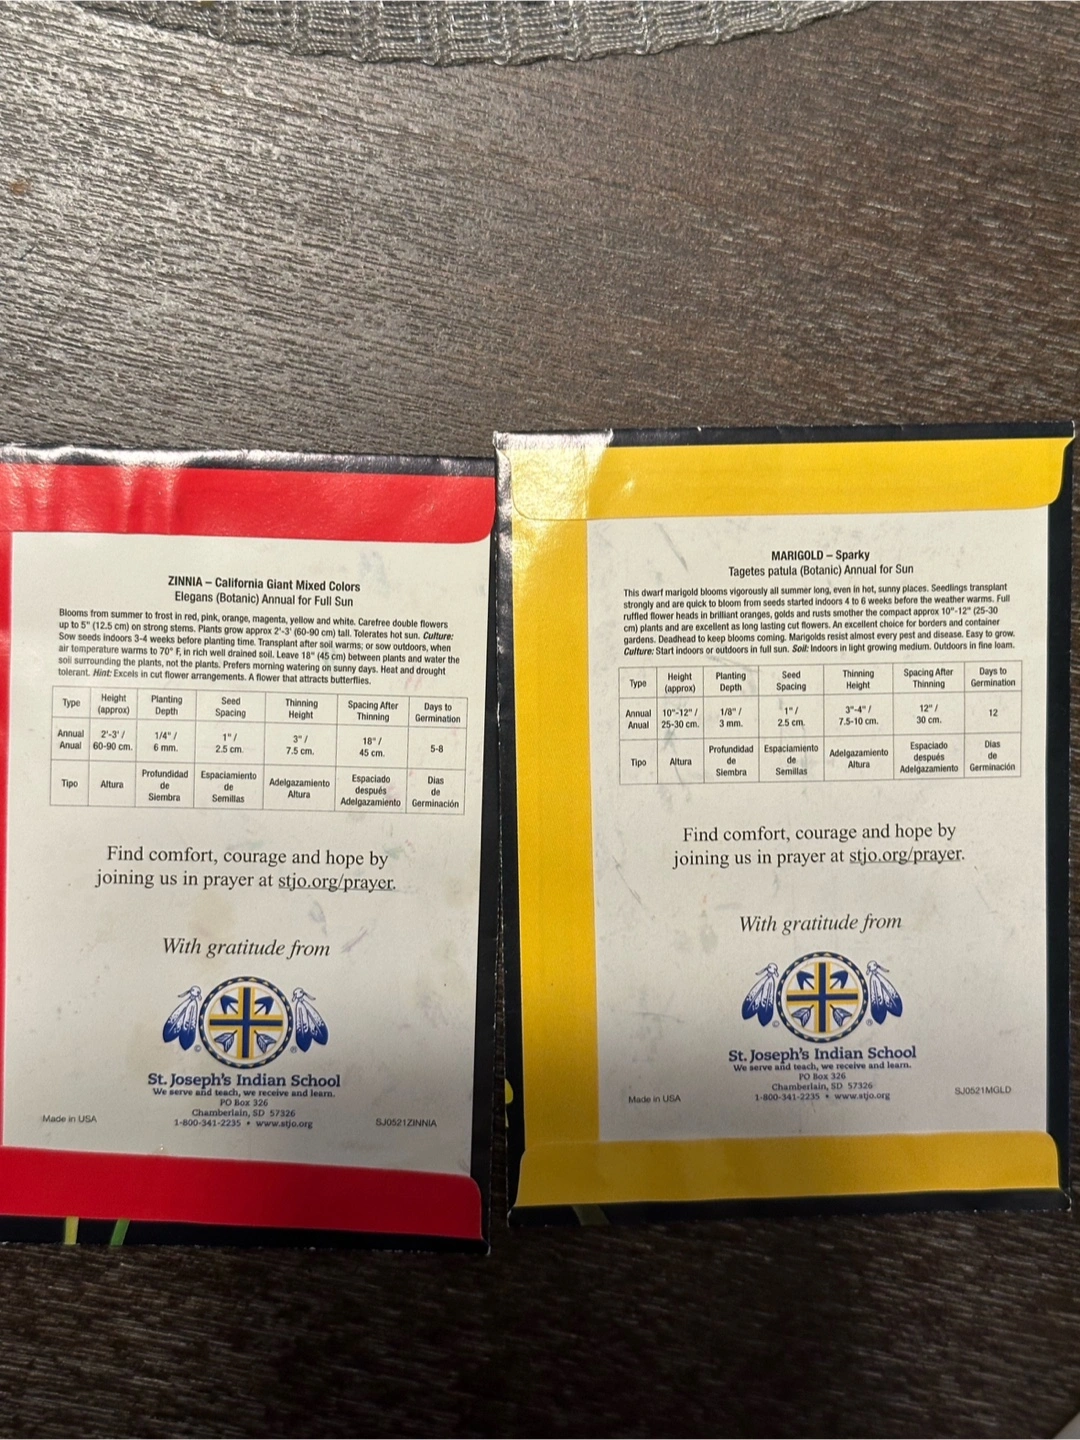 ZINNIA – California Giant Mixed Colors
Elegans (Botanic) Annual for Full Sun
Blooms from summer to frost in red, pink, orange, magenta, yellow and white. Carefree double flowers
up to 5" (12.5 cm) on strong stems. Plants grow approx 2'-3' (60-90 cm) tall. Tolerates hot sun. Culture:
Sow seeds indoors 3-4 weeks before planting time. Transplant after soil warms; or sow outdoors, when
air temperature warms to 70° F, in rich well drained soil. Leave 18" (45 cm) between plants and water the
soil surrounding the plants, not the plants. Prefers morning watering on sunny days. Heat and drought
tolerant. Hint: Excels in cut flower arrangements. A flower that attracts butterflies.
Type Height (approx) Planting Depth Seed Spacing Thinning Height Spacing After Thinning Days to Germination
Annual Anual 2'-3' / 60-90 cm. 1/4" / 6 mm. 1" / 2.5 cm. 3" / 7.5 cm. 18" / 45 cm. 5-8
Tipo Altura Profundidad de Siembra Espaciamiento de Semillas Adelgazamiento Altura Espaciado después Adelgazamiento Dias de Germinación
Find comfort, courage and hope by
joining us in prayer at stjo.org/prayer.
With gratitude from
St. Joseph's Indian School
We serve and teach, we receive and learn.
PO Box 326
Chamberlain, SD 57326
1-800-341-2235 • www.stjo.org
Made in USA
SJ0521ZINNIA
MARIGOLD – Sparky
Tagetes patula (Botanic) Annual for Sun
This dwarf marigold blooms vigorously all summer long, even in hot, sunny places. Seedlings transplant
strongly and are quick to bloom from seeds started indoors 4 to 6 weeks before the weather warms. Full
ruffled flower heads in brilliant oranges, golds and rusts smother the compact approx 10"-12" (25-30
cm) plants and are excellent as long lasting cut flowers. An excellent choice for borders and container
gardens. Deadhead to keep blooms coming. Marigolds resist almost every pest and disease. Easy to grow.
Culture: Start indoors or outdoors in full sun. Soil: Indoors in light growing medium. Outdoors in fine loam.
Type Height (approx) Planting Depth Seed Spacing Thinning Height Spacing After Thinning Days to Germination
Annual Anual 10"-12" / 25-30 cm. 1/8" / 3 mm. 1" / 2.5 cm. 3"-4" / 7.5-10 cm. 12" / 30 cm. 12
Tipo Altura Profundidad de Siembra Espaciamiento de Semillas Adelgazamiento Altura Espaciado después Adelgazamiento Dias de Germinación
Find comfort, courage and hope by
joining us in prayer at stjo.org/prayer.
With gratitude from
St. Joseph's Indian School
We serve and teach, we receive and learn.
PO Box 326
Chamberlain, SD 57326
1-800-341-2235 • www.stjo.org
Made in USA
SJ0521MGLD